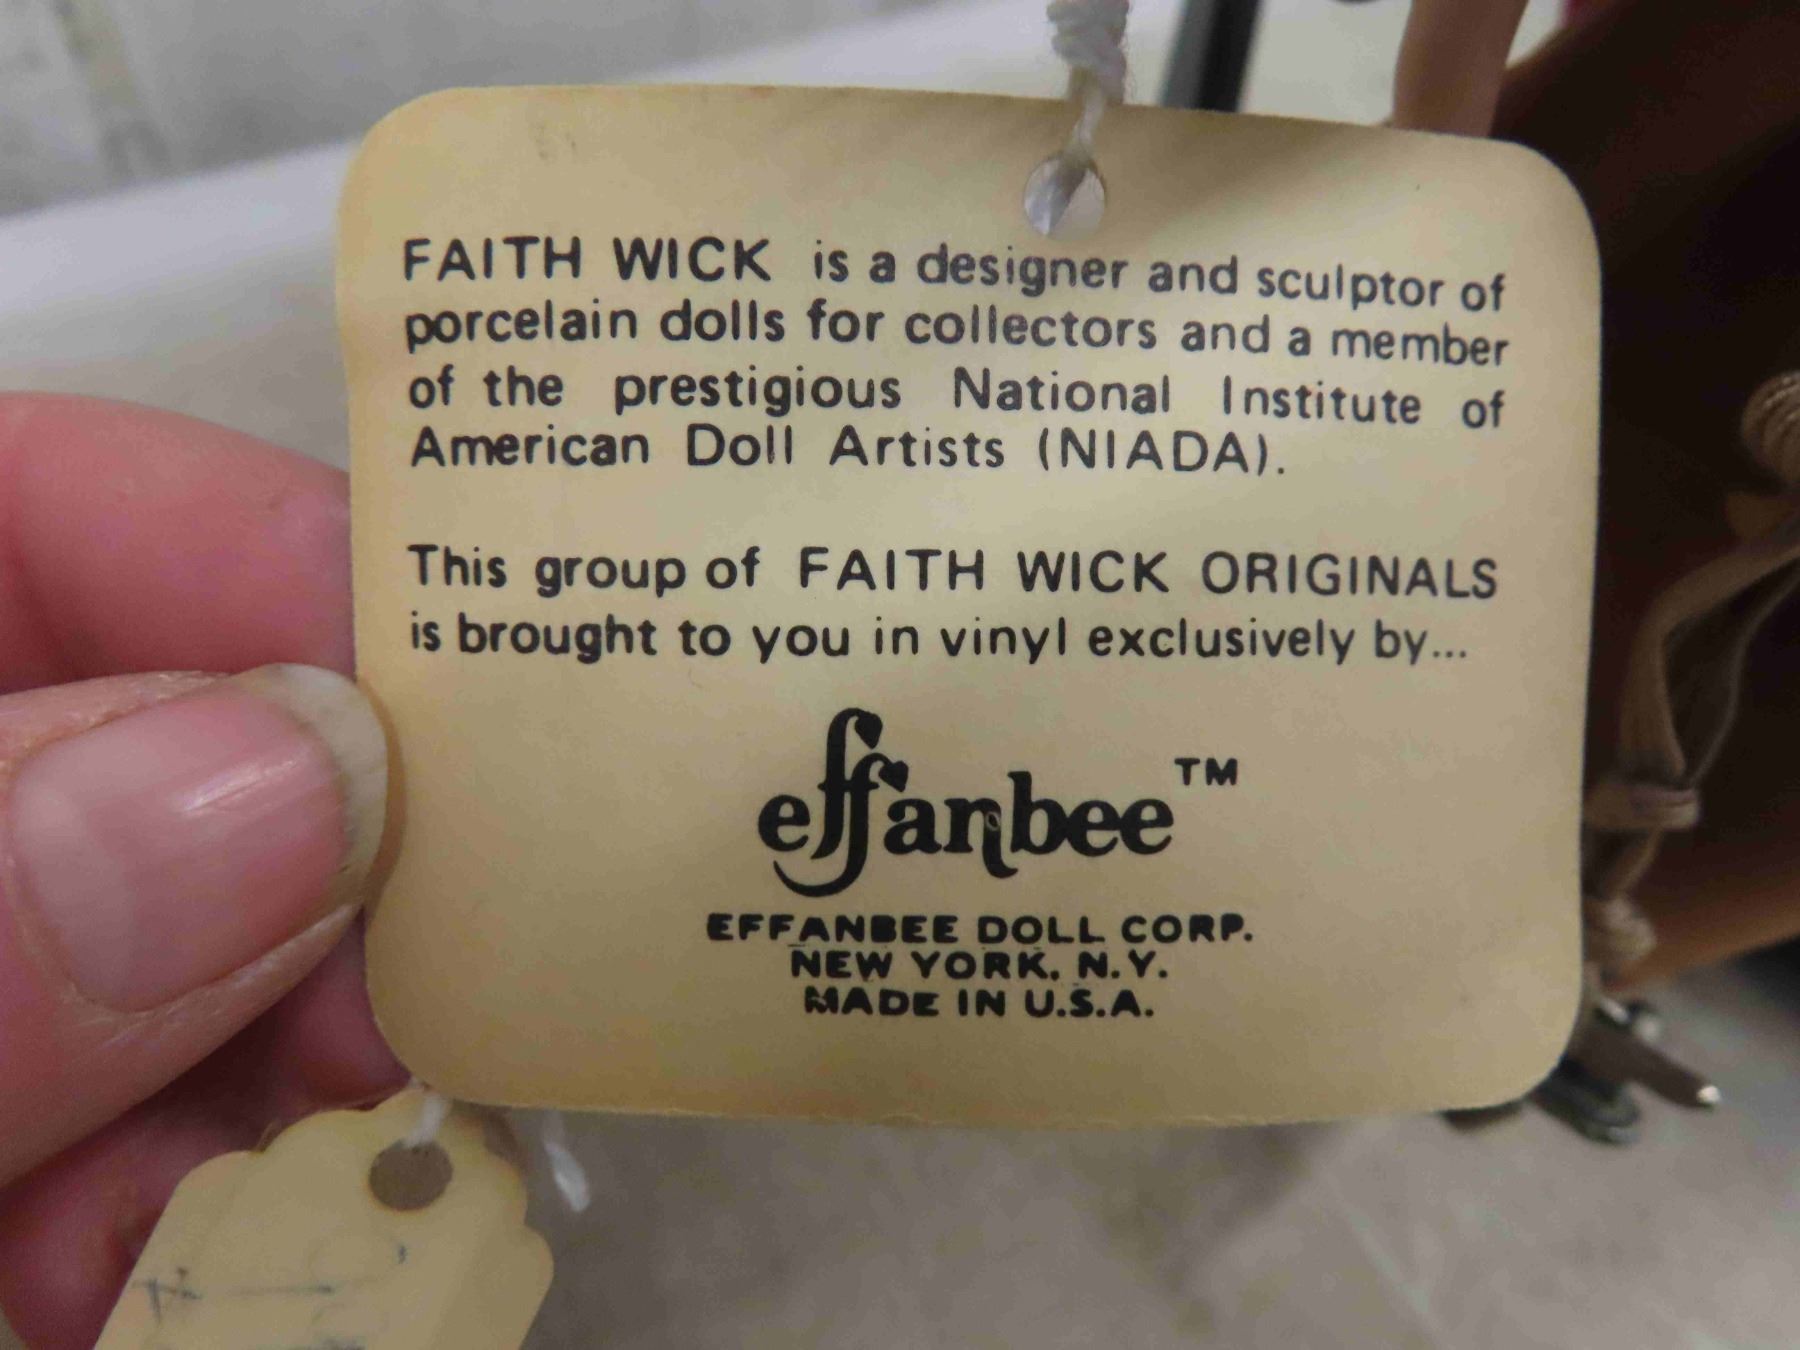 FAITH WICK is a designer and sculptor of
porcelain dolls for collectors and a member
of the prestigious National Institute of
American Doll Artists (NIADA).
This group of FAITH WICK ORIGINALS
is brought to you in vinyl exclusively by...
effanbee TM
EFFANBEE DOLL CORP.
NEW YORK, N.Y.
MADE IN U.S.A.